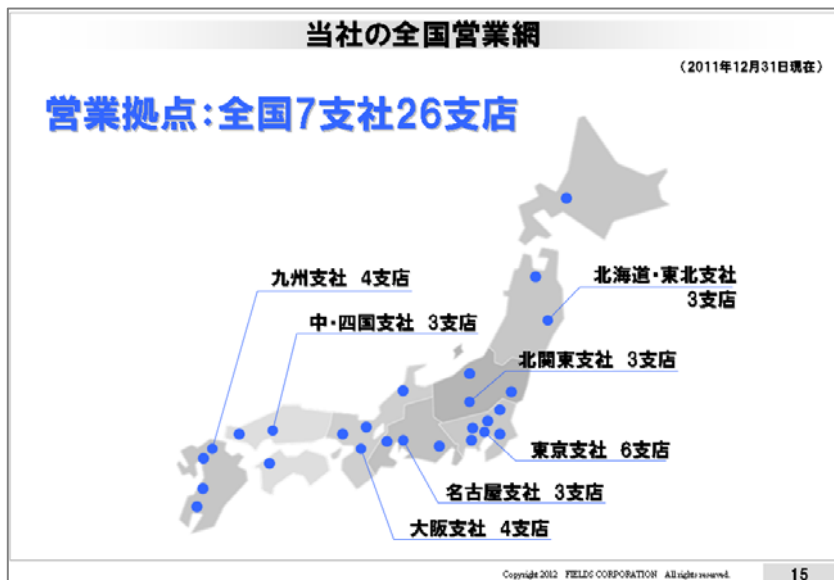 当社の全国営業網
(2011年12月31日現在)
営業拠点:全国7支社26支店
九州支社 4支店
北海道・東北支社
3支店
中・四国支社 3支店
北関東支社 3支店
東京支社 6支店
名古屋支社 3支店
大阪支社 4支店
Copyright 2012 FIELDS CORPORATION All rights reserved.
15